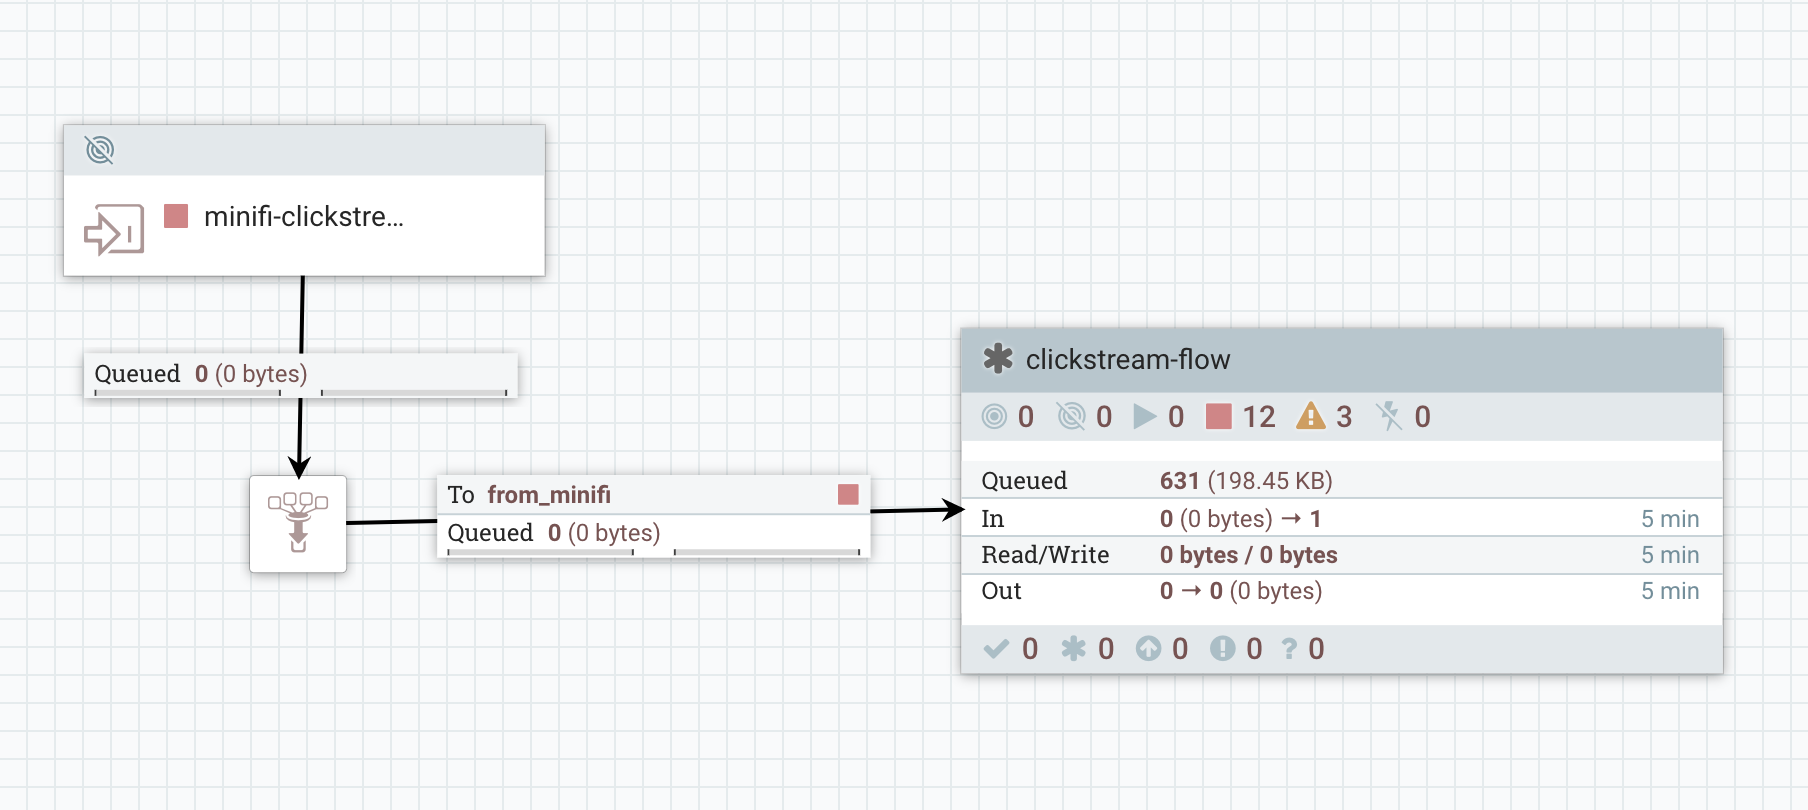 minifi-clickstre...
Queued 0 (0 bytes)
To from_minifi
Queued 0 (0 bytes)
clickstream-flow
0 0 0 12 3 0
Queued 631 (198.45 KB)
In 0 (0 bytes) → 1 5 min
Read/Write 0 bytes / 0 bytes 5 min
Out 0 → 0 (0 bytes) 5 min
0 0 0 0 ? 0